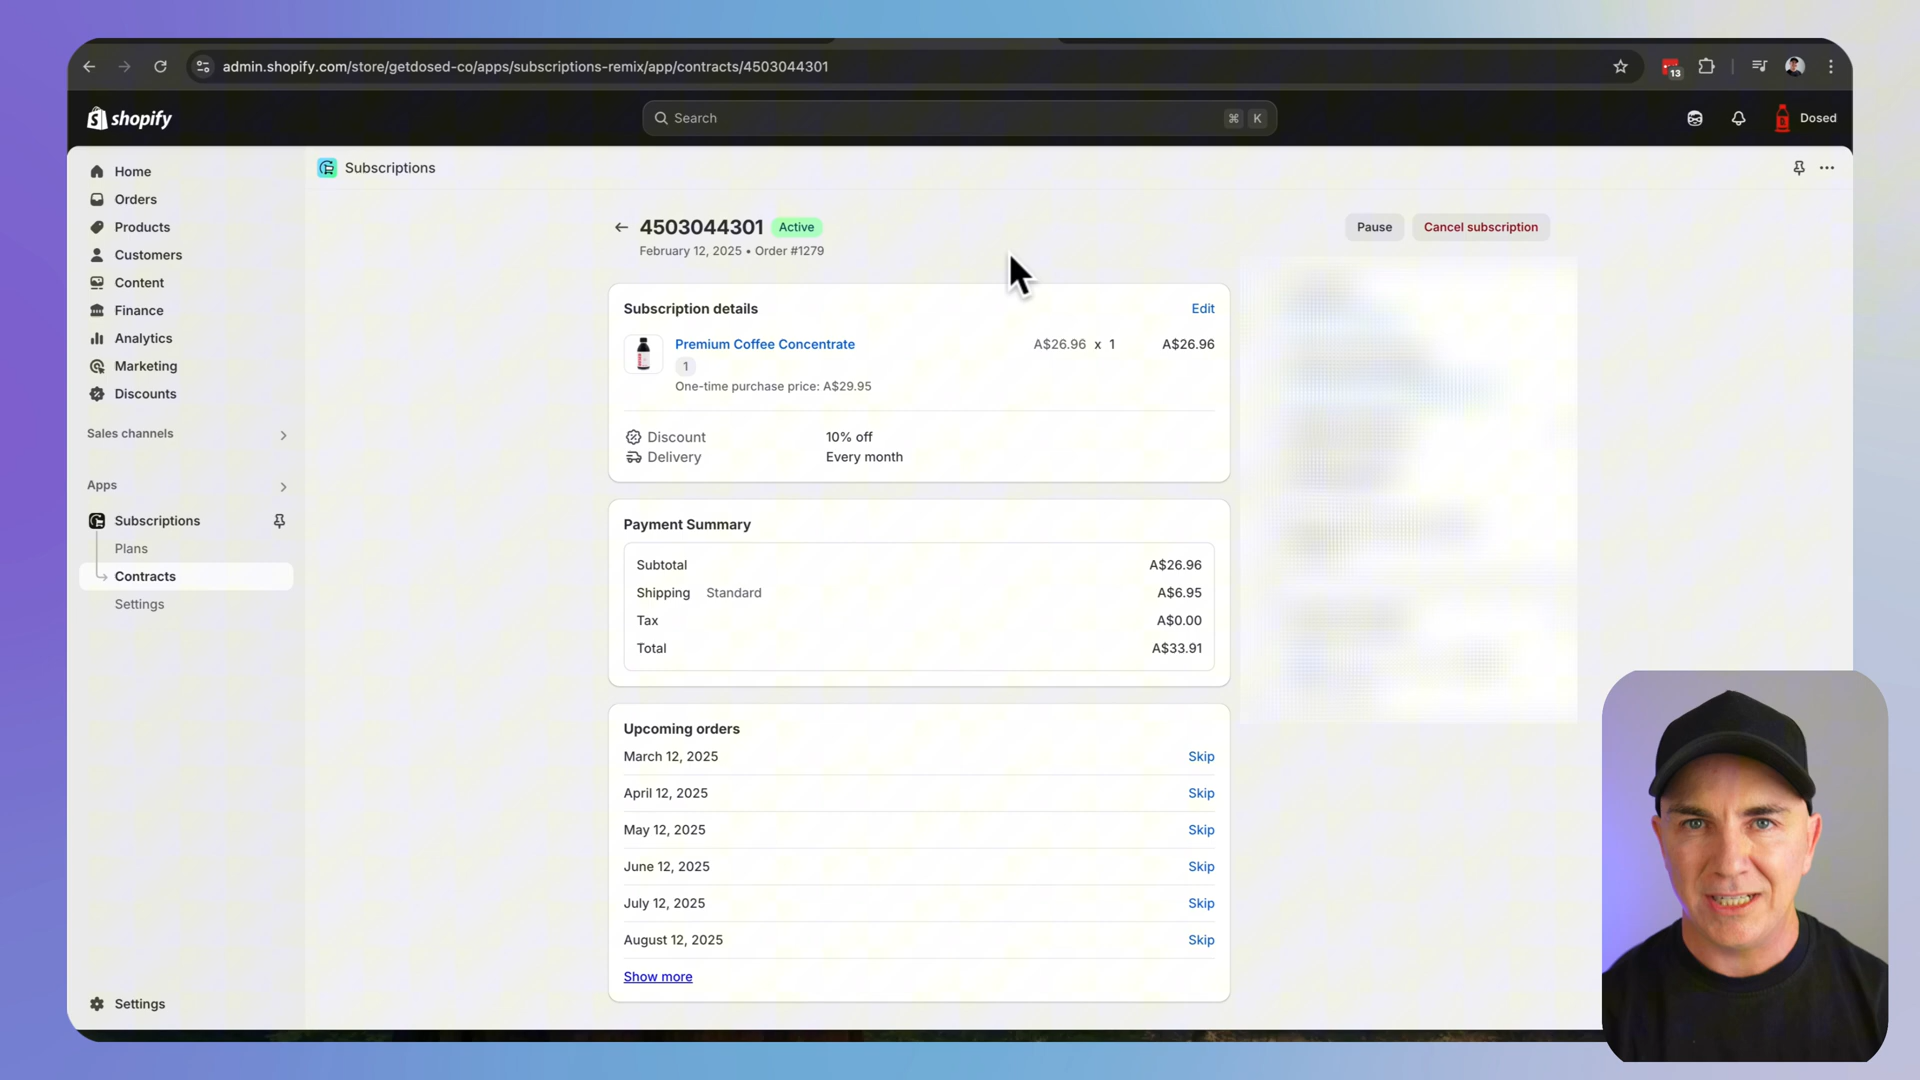 admin.shopify.com/store/getdosed-co/apps/subscriptions-remix/app/contracts/4503044301
13
shopify
Search
⌘ K
Dosed
Home
Orders
Products
Customers
Content
Finance
Analytics
Marketing
Discounts
Sales channels
Apps
Subscriptions
Plans
Contracts
Settings
Settings
Subscriptions
4503044301 Active
February 12, 2025 • Order #1279
Pause
Cancel subscription
Subscription details
Edit
Premium Coffee Concentrate
A$26.96 x 1
A$26.96
1
One-time purchase price: A$29.95
Discount 10% off
Delivery Every month
Payment Summary
Subtotal A$26.96
Shipping Standard A$6.95
Tax A$0.00
Total A$33.91
Upcoming orders
March 12, 2025 Skip
April 12, 2025 Skip
May 12, 2025 Skip
June 12, 2025 Skip
July 12, 2025 Skip
August 12, 2025 Skip
Show more